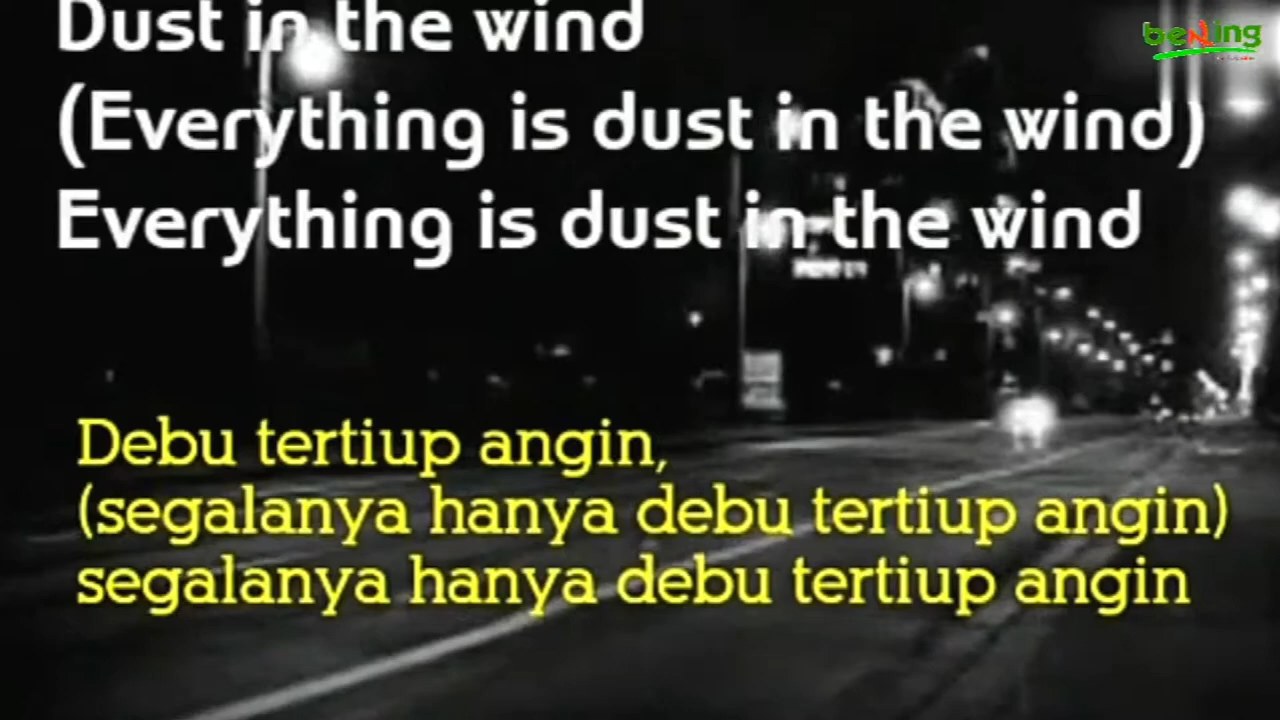 Dust in the wind
(Everything is dust in the wind)
Everything is dust in the wind
Debu tertiup angin,
(segalanya hanya debu tertiup angin)
segalanya hanya debu tertiup angin